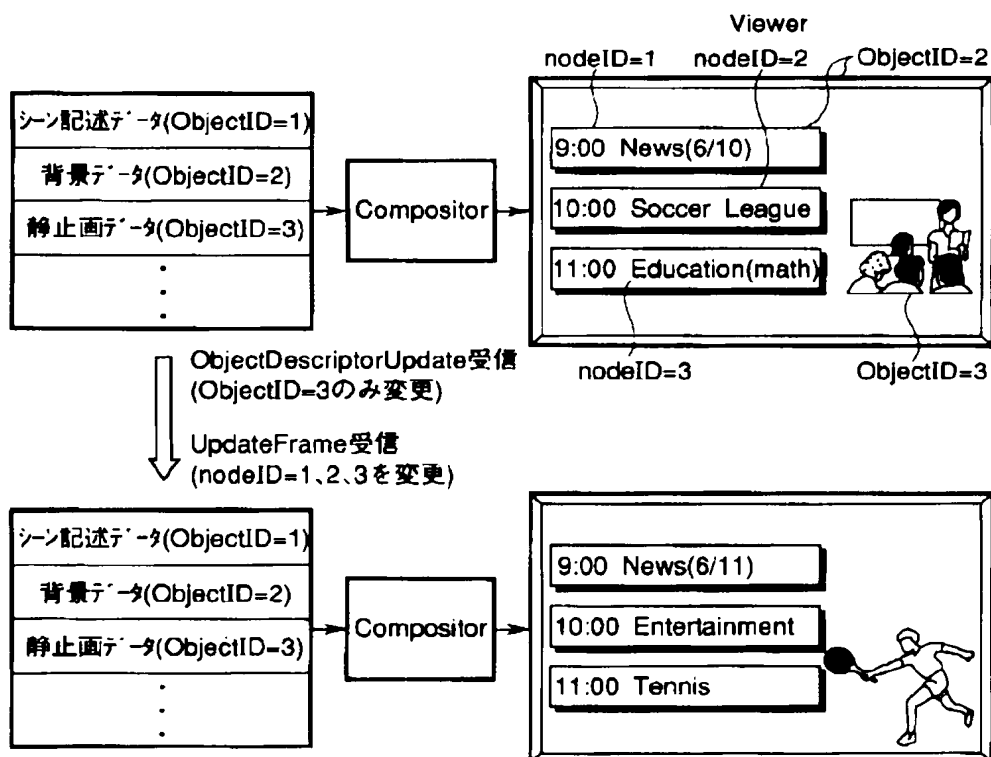 Viewer
nodeID=1
nodeID=2
ObjectID=2
シーン記述データ(ObjectID=1)
背景データ(ObjectID=2)
静止画データ(ObjectID=3)
Compositor
9:00 News(6/10)
10:00 Soccer League
11:00 Education(math)
nodeID=3
ObjectID=3
ObjectDescriptorUpdate受信
(ObjectID=3のみ変更)
UpdateFrame受信
(nodeID=1、2、3を変更)
シーン記述データ(ObjectID=1)
背景データ(ObjectID=2)
静止画データ(ObjectID=3)
Compositor
9:00 News(6/11)
10:00 Entertainment
11:00 Tennis